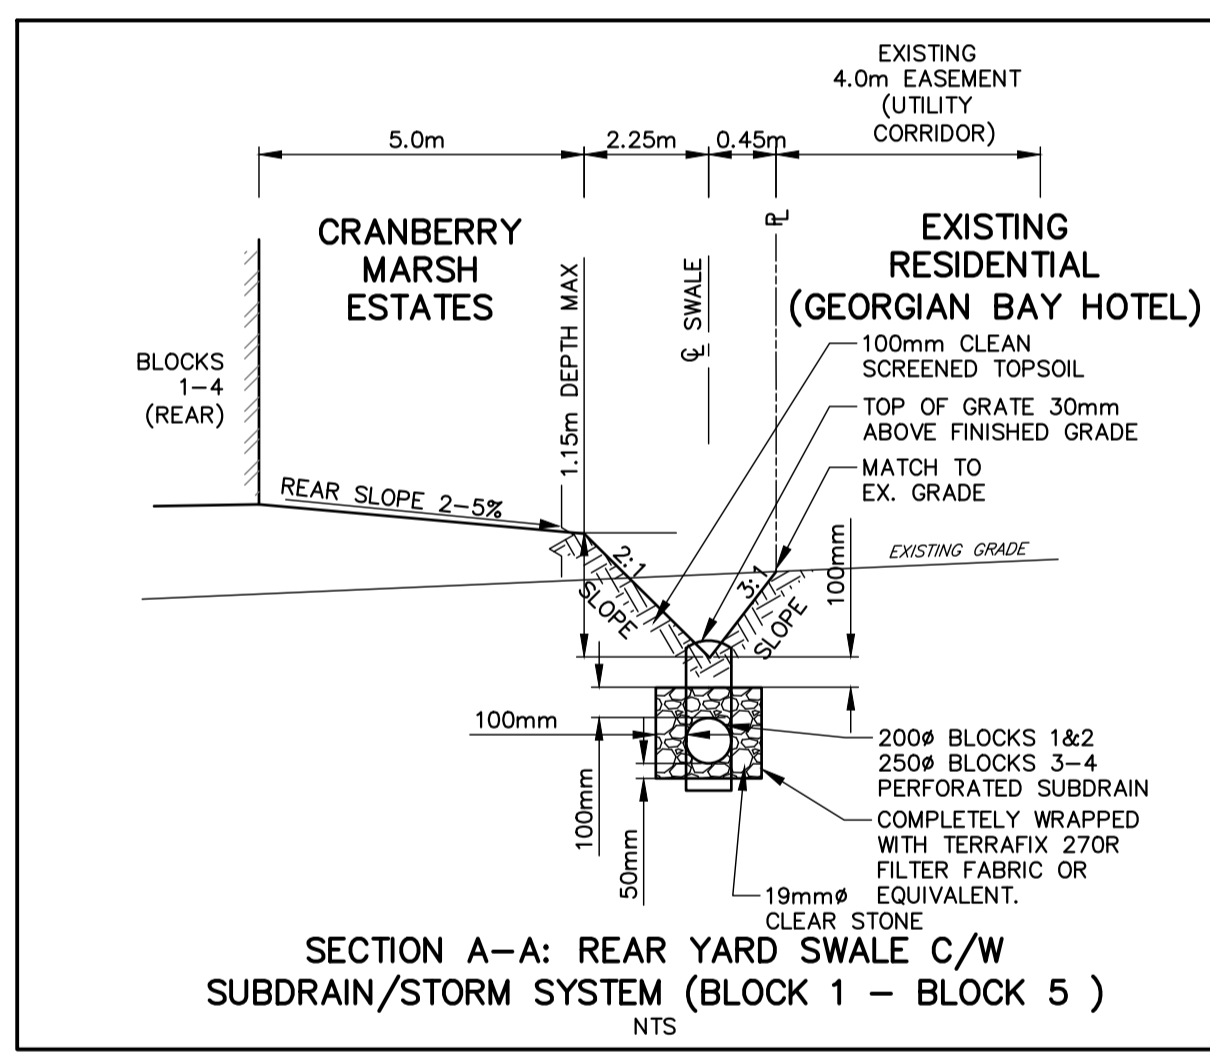 EXISTING
4.0m EASEMENT
(UTILITY
CORRIDOR)
5.0m
2.25m
0.45m
CRANBERRY
MARSH
ESTATES
℄ SWALE
PL
EXISTING
RESIDENTIAL
(GEORGIAN BAY HOTEL)
BLOCKS
1-4
(REAR)
1.15m DEPTH MAX
100mm CLEAN
SCREENED TOPSOIL
TOP OF GRATE 30mm
ABOVE FINISHED GRADE
MATCH TO
EX. GRADE
REAR SLOPE 2-5%
EXISTING GRADE
2:1
SLOPE
3:1
SLOPE
100mm
100mm
100mm
50mm
200ø BLOCKS 1&2
250ø BLOCKS 3-4
PERFORATED SUBDRAIN
COMPLETELY WRAPPED
WITH TERRAFIX 270R
FILTER FABRIC OR
EQUIVALENT.
19mmø
CLEAR STONE
SECTION A-A: REAR YARD SWALE C/W
SUBDRAIN/STORM SYSTEM (BLOCK 1 - BLOCK 5 )
NTS